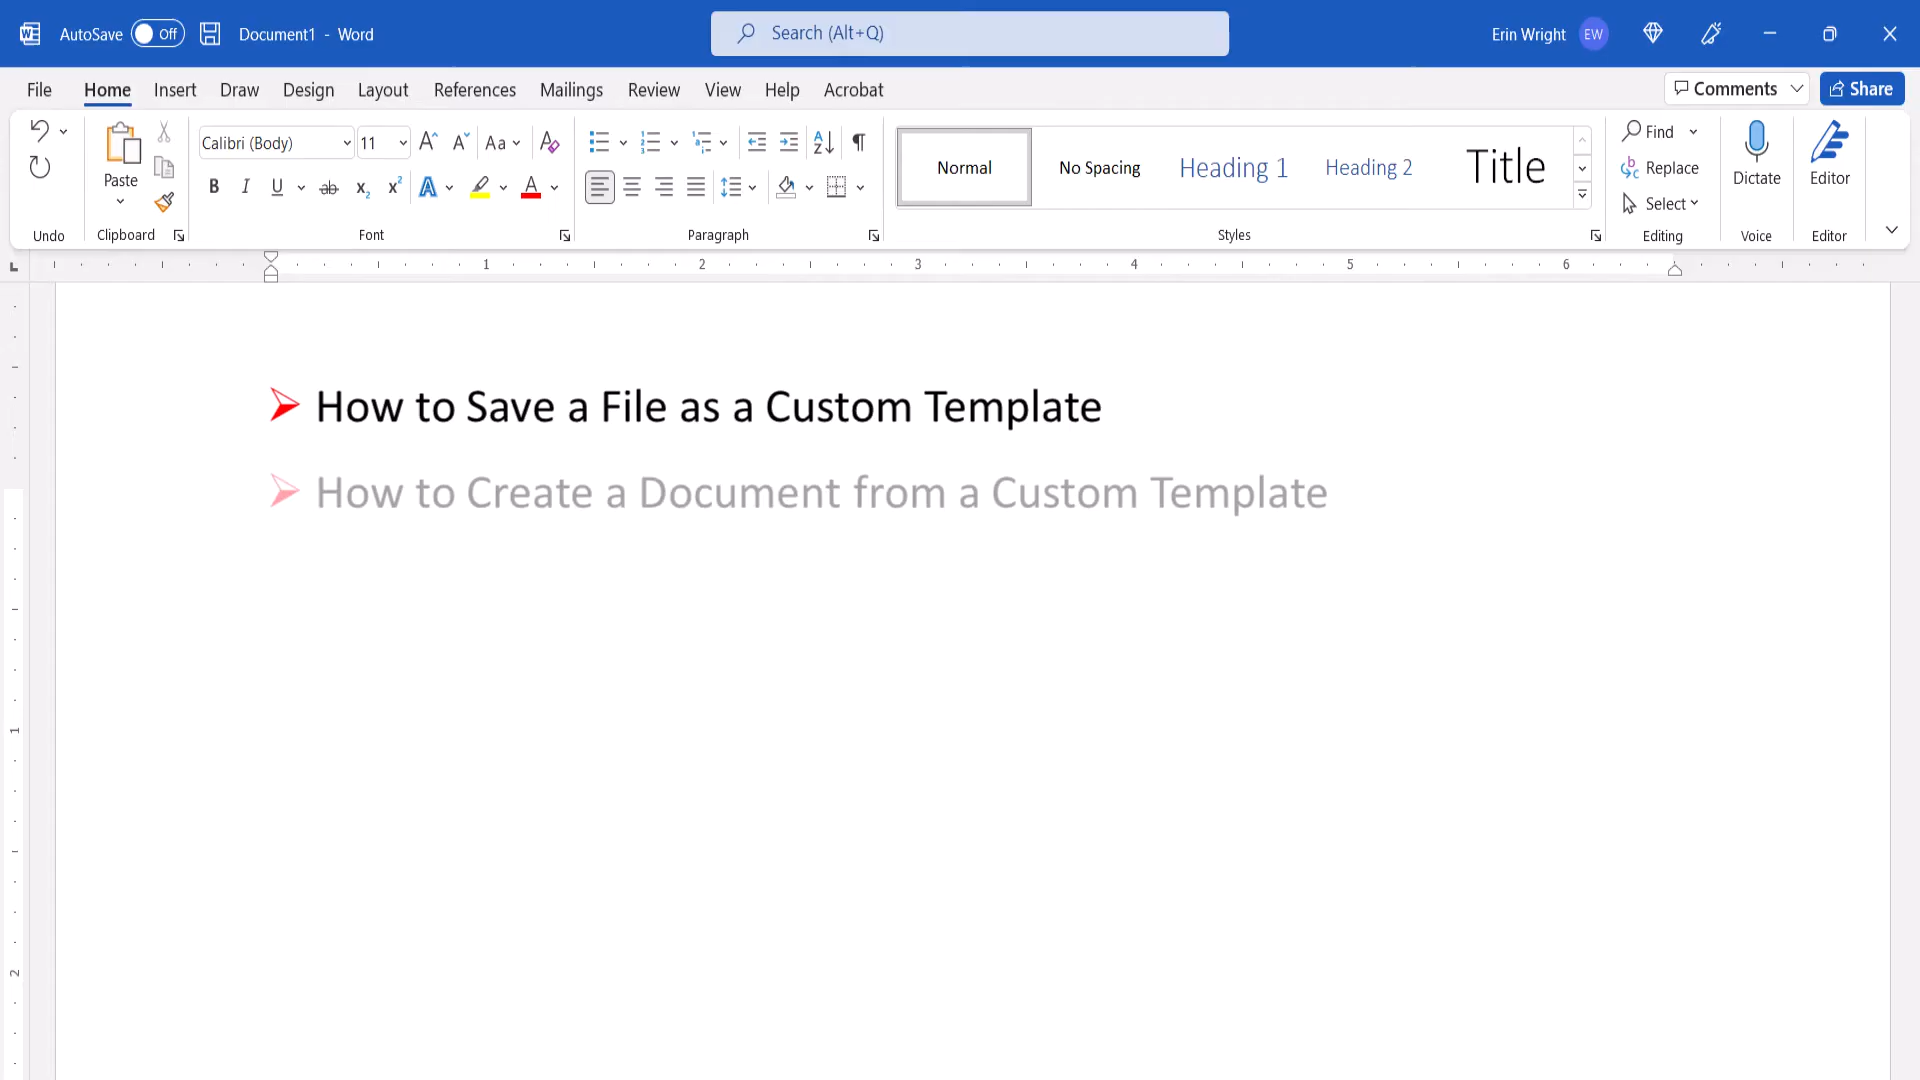 AutoSave Off Document1 - Word Search (Alt+Q) Erin Wright EW
File Home Insert Draw Design Layout References Mailings Review View Help Acrobat Comments Share
Calibri (Body) 11 Aa
Paste
Normal No Spacing Heading 1 Heading 2 Title
Find
Replace
Select
Dictate
Editor
Undo Clipboard Font Paragraph Styles Editing Voice Editor
1 2 3 4 5 6
How to Save a File as a Custom Template
How to Create a Document from a Custom Template
1
2